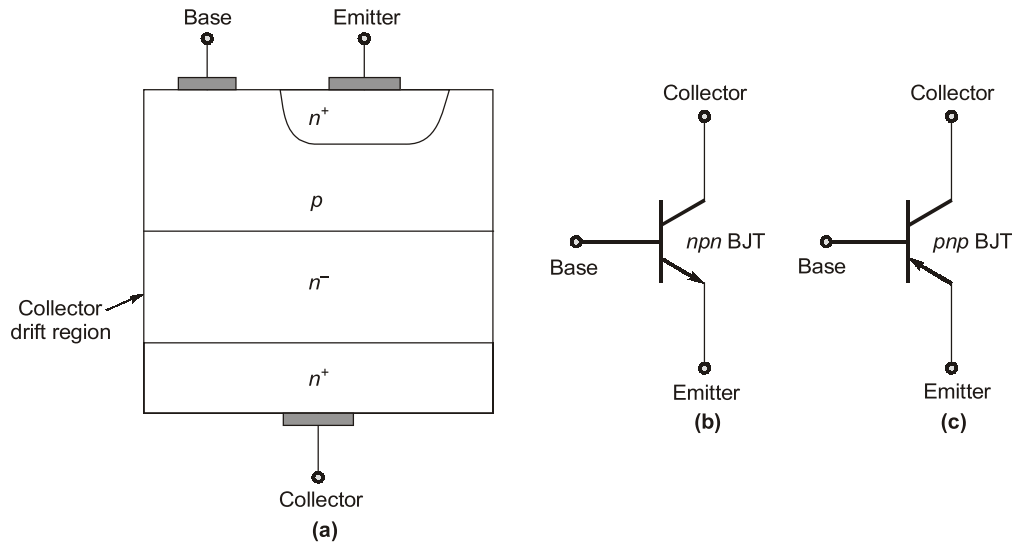 Base
Emitter
n⁺
p
n⁻
Collector
drift region
n⁺
Collector
(a)
Collector
npn BJT
Base
Emitter
(b)
Collector
pnp BJT
Base
Emitter
(c)